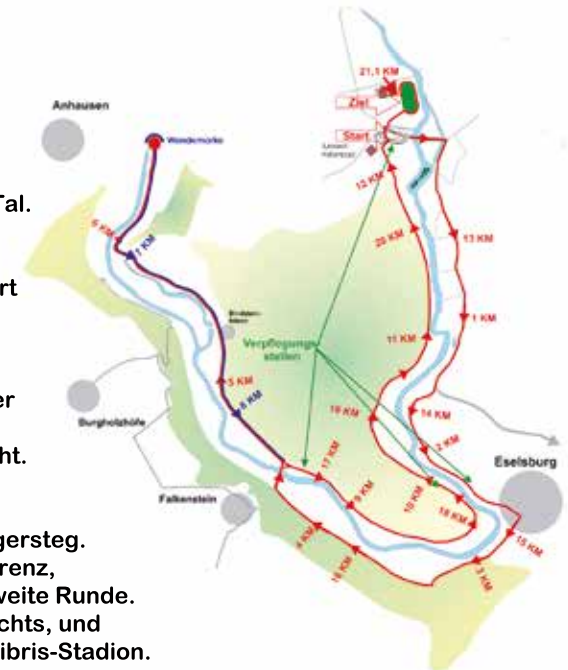 Tal.
rt
er
ht.
gersteg.
renz,
weite Runde.
chts, und
ibris-Stadion.
Anhausen
Wendemarke
21,1 KM
Ziel
Start
12 KM
20 KM
13 KM
1 KM
11 KM
6 KM
7 KM
Verpflegungs-
stellen
5 KM
8 KM
19 KM
14 KM
2 KM
Burgholzhöfe
Eselsburg
17 KM
9 KM
10 KM
18 KM
Falkenstein
15 KM
4 KM
16 KM
3 KM